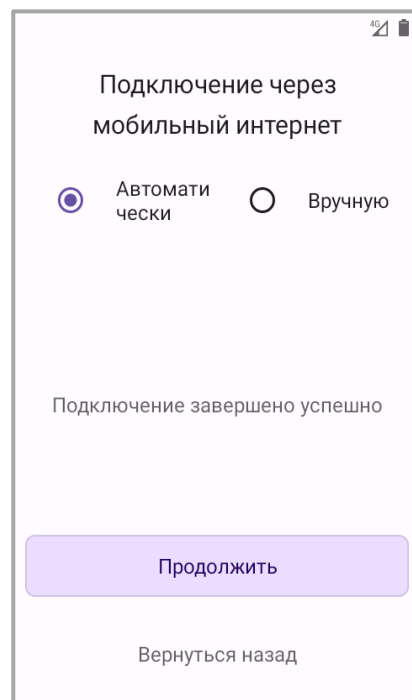 4G
Подключение через
мобильный интернет
Автомати
чески
Вручную
Подключение завершено успешно
Продолжить
Вернуться назад